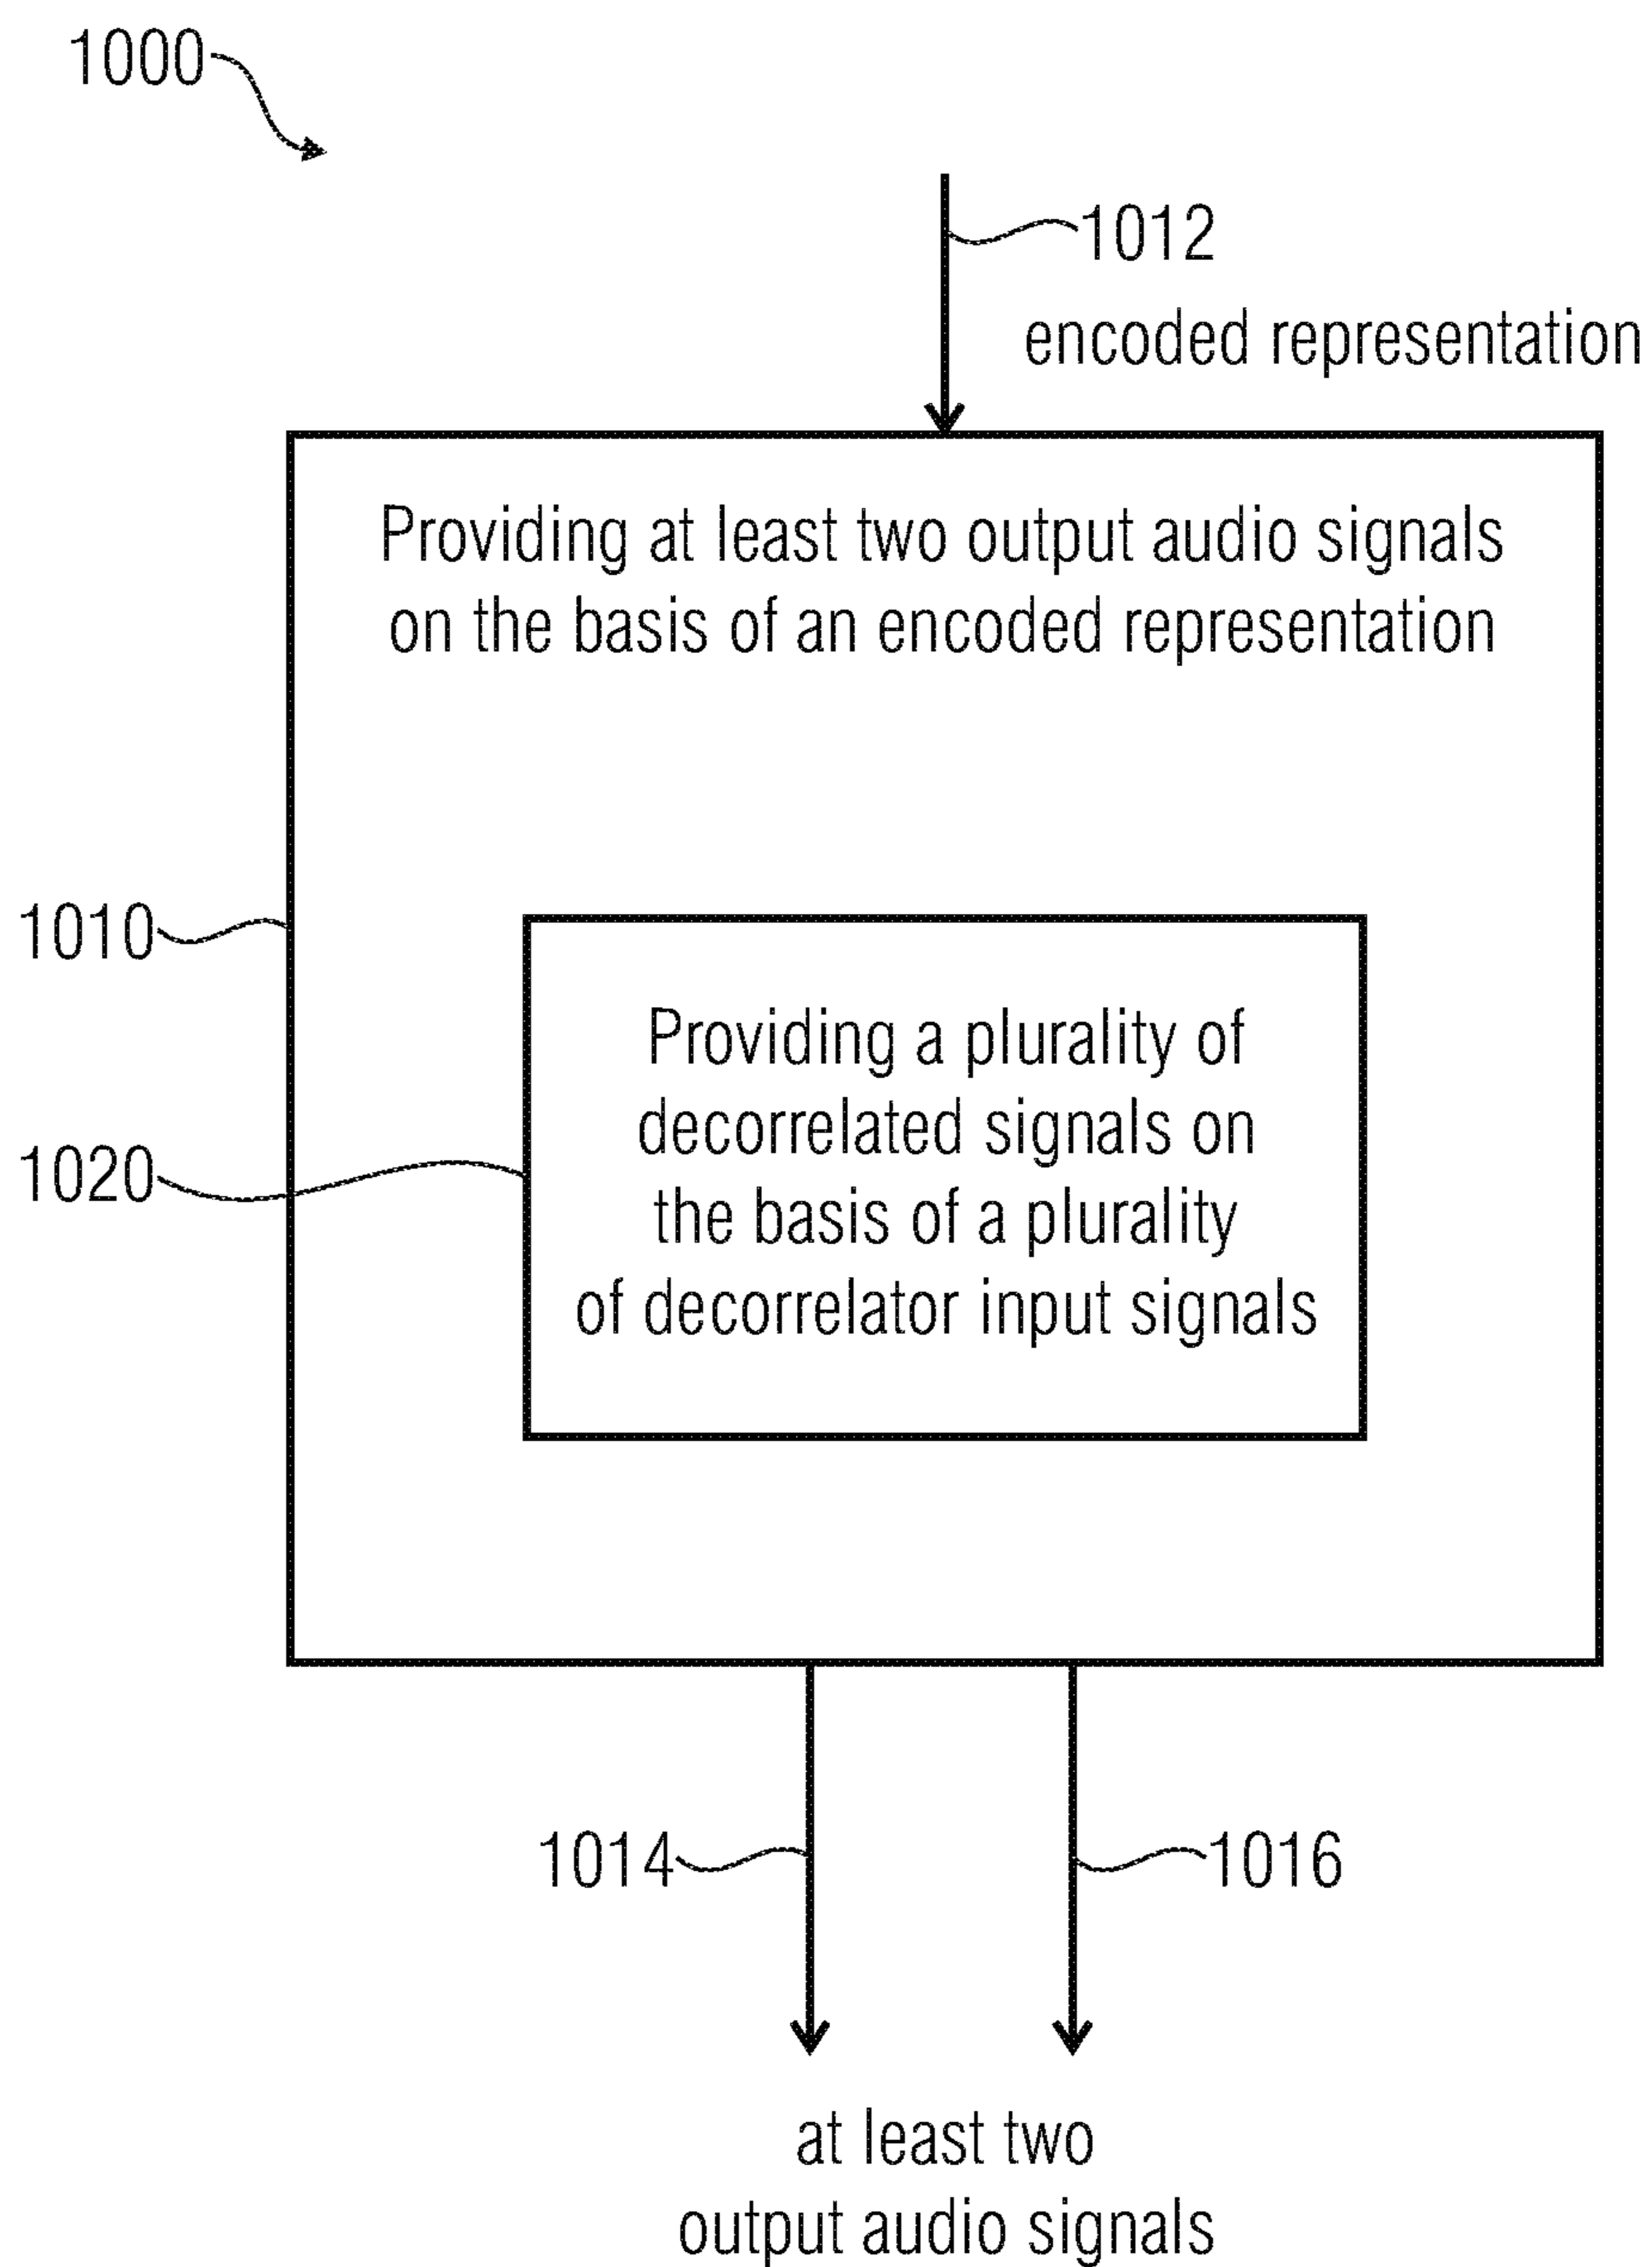 1000
1012
encoded representation
Providing at least two output audio signals
on the basis of an encoded representation
1010
Providing a plurality of
decorrelated signals on
1020
the basis of a plurality
of decorrelator input signals
1014
1016
at least two
output audio signals